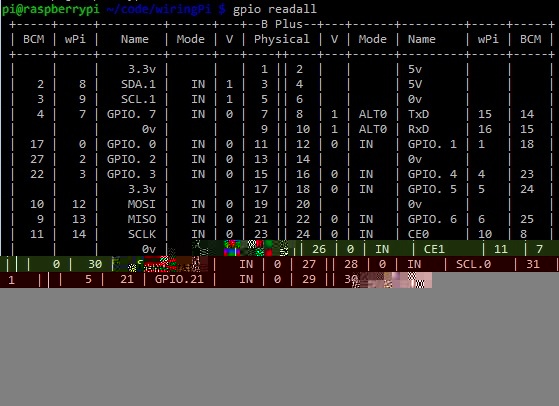 pi@raspberrypi ~/code/wiringPi $ gpio readall
+-----+-----+---------+------+---+--B Plus--+---+------+---------+-----+-----+
| BCM | wPi | Name | Mode | V | Physical | V | Mode | Name | wPi | BCM |
+-----+-----+---------+------+---+----++----+---+------+---------+-----+-----+
| | | 3.3v | | | 1 || 2 | | | 5v | | |
| 2 | 8 | SDA.1 | IN | 1 | 3 || 4 | | | 5V | | |
| 3 | 9 | SCL.1 | IN | 1 | 5 || 6 | | | 0v | | |
| 4 | 7 | GPIO. 7 | IN | 0 | 7 || 8 | 1 | ALT0 | TxD | 15 | 14 |
| | | 0v | | | 9 || 10 | 1 | ALT0 | RxD | 16 | 15 |
| 17 | 0 | GPIO. 0 | IN | 0 | 11 || 12 | 0 | IN | GPIO. 1 | 1 | 18 |
| 27 | 2 | GPIO. 2 | IN | 0 | 13 || 14 | | | 0v | | |
| 22 | 3 | GPIO. 3 | IN | 0 | 15 || 16 | 0 | IN | GPIO. 4 | 4 | 23 |
| | | 3.3v | | | 17 || 18 | 0 | IN | GPIO. 5 | 5 | 24 |
| 10 | 12 | MOSI | IN | 0 | 19 || 20 | | | 0v | | |
| 9 | 13 | MISO | IN | 0 | 21 || 22 | 0 | IN | GPIO. 6 | 6 | 25 |
| 11 | 14 | SCLK | IN | 0 | 23 || 24 | 0 | IN | CE0 | 10 | 8 |
| | | 0v || 26 | 0 | IN | CE1 | 11 | 7
|| | 0 | 30 | | IN | 0 | 27 || 28 | 0 | IN | SCL.0 | 31 |
1 || | 5 | 21 | GPIO.21 | IN | 0 | 29 || 30